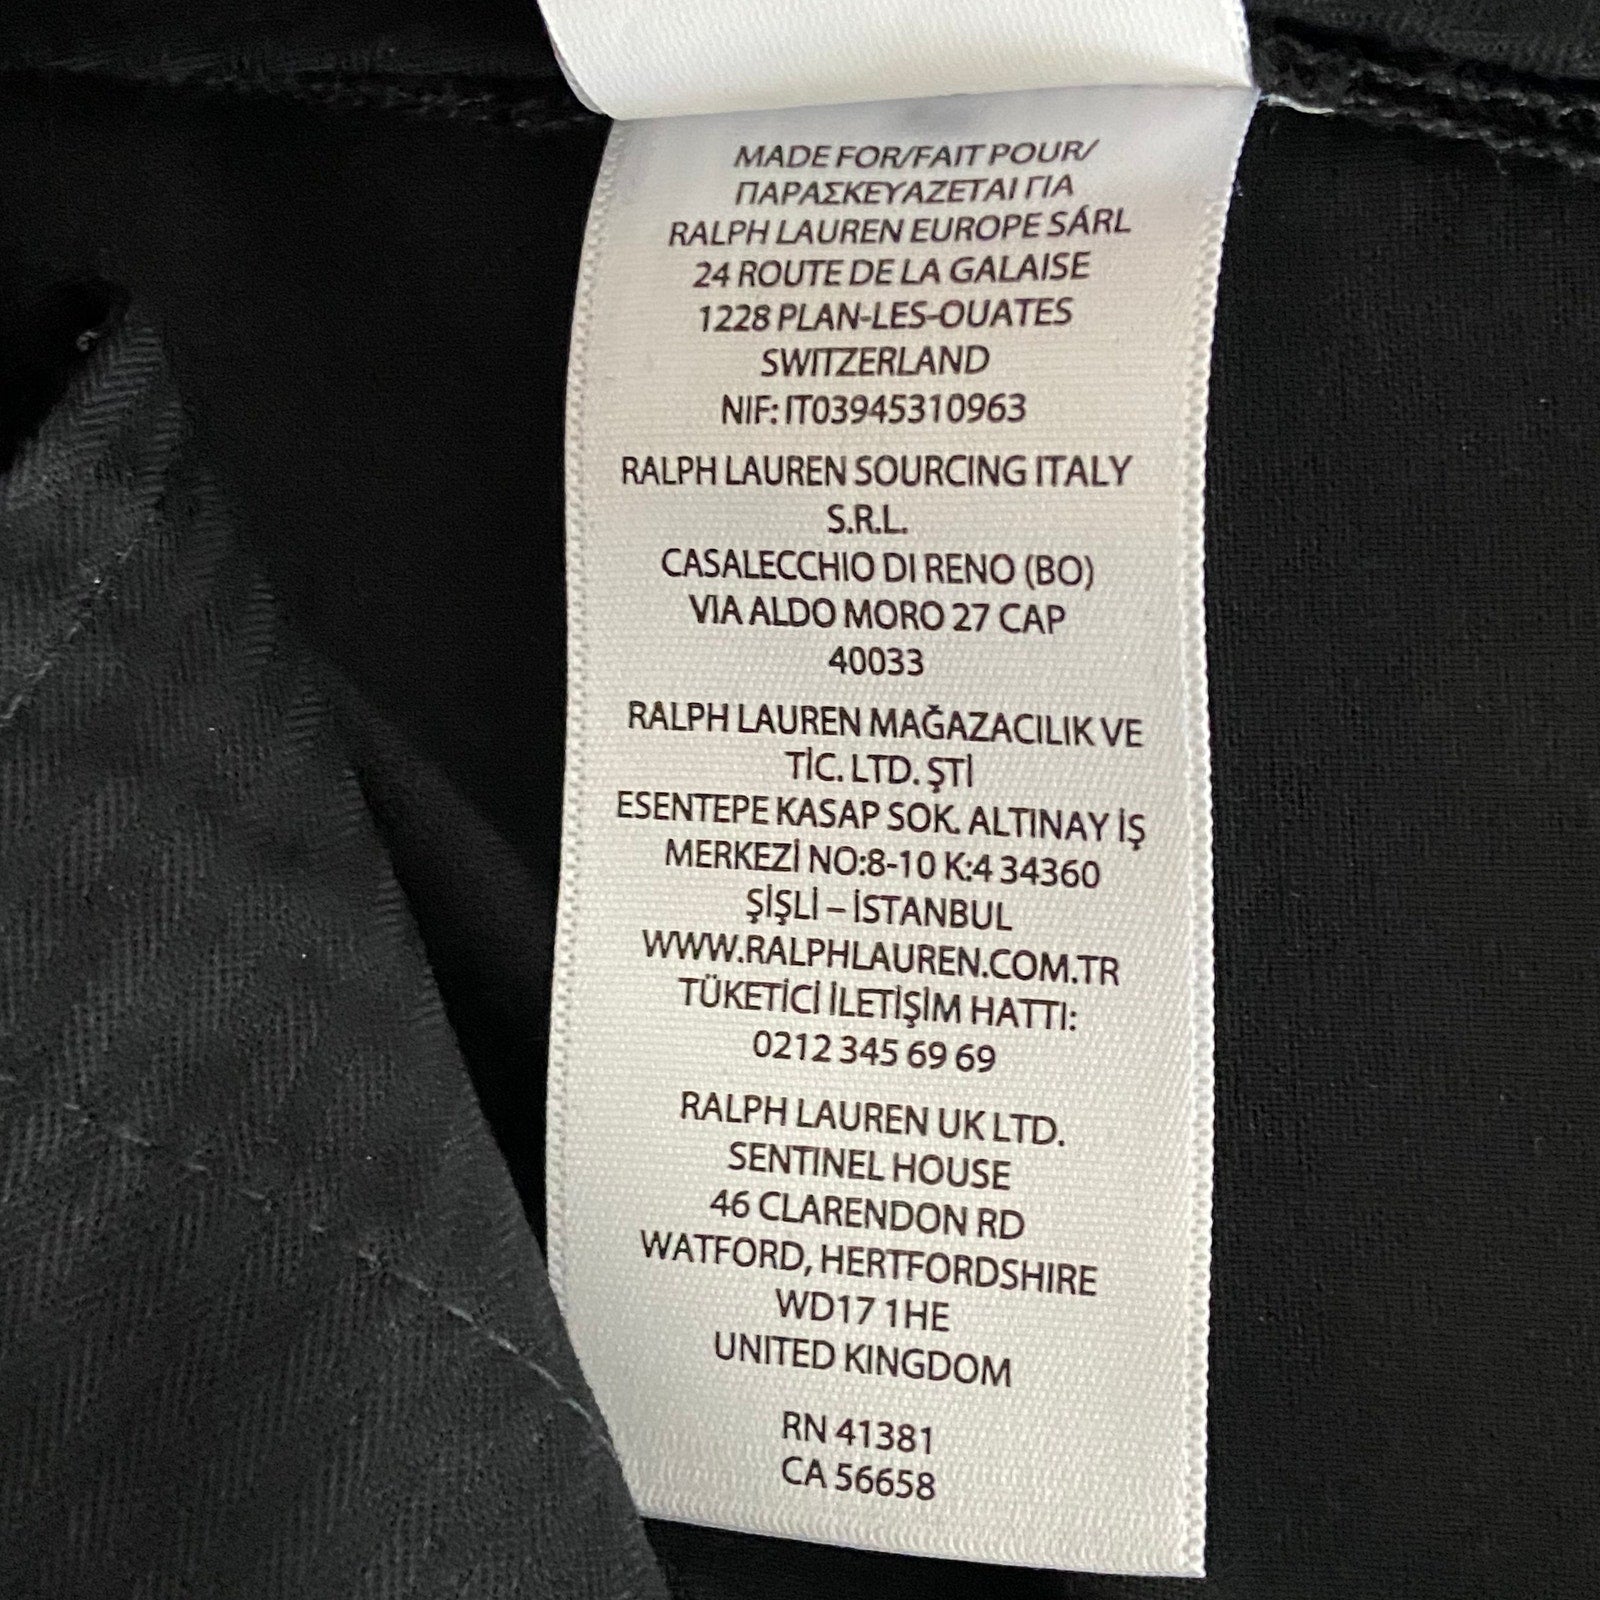 MADE FOR/FAIT POUR/
ΠΑΡΑΣΚΕΥΑΖΕΤΑΙ ΓΙΑ
RALPH LAUREN EUROPE SÁRL
24 ROUTE DE LA GALAISE
1228 PLAN-LES-OUATES
SWITZERLAND
NIF: IT03945310963
RALPH LAUREN SOURCING ITALY
S.R.L.
CASALECCHIO DI RENO (BO)
VIA ALDO MORO 27 CAP
40033
RALPH LAUREN MAĞAZACILIK VE
TİC. LTD. ŞTİ
ESENTEPE KASAP SOK. ALTINAY İŞ
MERKEZİ NO:8-10 K:4 34360
ŞİŞLİ – İSTANBUL
WWW.RALPHLAUREN.COM.TR
TÜKETİCİ İLETİŞİM HATTI:
0212 345 69 69
RALPH LAUREN UK LTD.
SENTINEL HOUSE
46 CLARENDON RD
WATFORD, HERTFORDSHIRE
WD17 1HE
UNITED KINGDOM
RN 41381
CA 56658